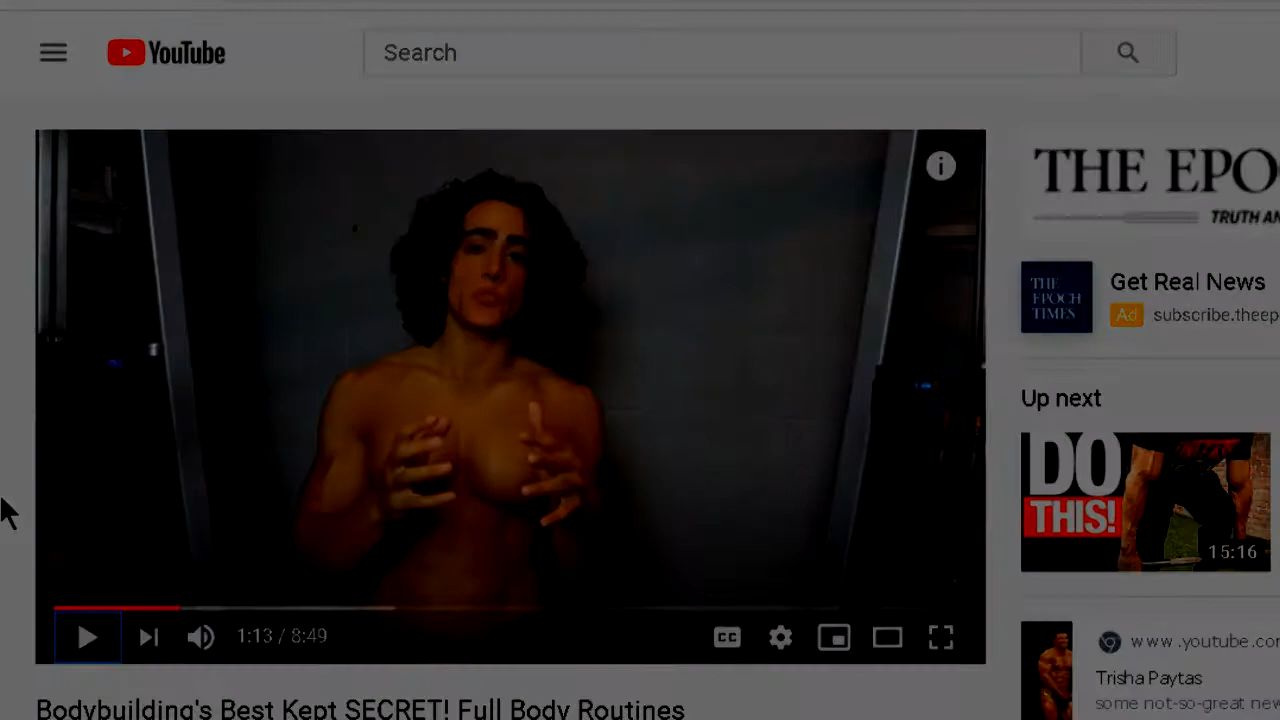 YouTube
Search
THE EPO
TRUTH AN
THE
EPOCH
TIMES
Get Real News
Ad subscribe.theep
Up next
DO
THIS!
15:16
1:13 / 8:49
CC
www.youtube.com
Trisha Paytas
some not-so-great new
Bodybuilding's Best Kept SECRET! Full Body Routines